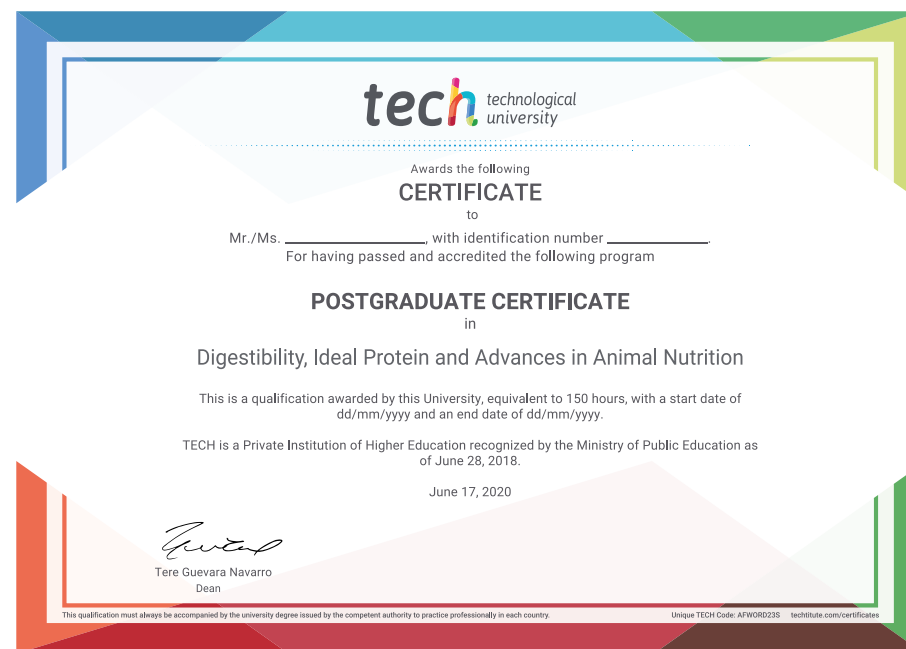 tech technological
university
Awards the following
CERTIFICATE
to
Mr./Ms. ____________________, with identification number ______________.
For having passed and accredited the following program
POSTGRADUATE CERTIFICATE
in
Digestibility, Ideal Protein and Advances in Animal Nutrition
This is a qualification awarded by this University, equivalent to 150 hours, with a start date of
dd/mm/yyyy and an end date of dd/mm/yyyy.
TECH is a Private Institution of Higher Education recognized by the Ministry of Public Education as
of June 28, 2018.
June 17, 2020
Tere Guevara Navarro
Dean
This qualification must always be accompanied by the university degree issued by the competent authority to practice professionally in each country.
Unique TECH Code: AFWORD23S techtitute.com/certificates